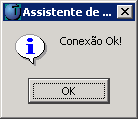 Assistente de ...
Conexão Ok!
OK